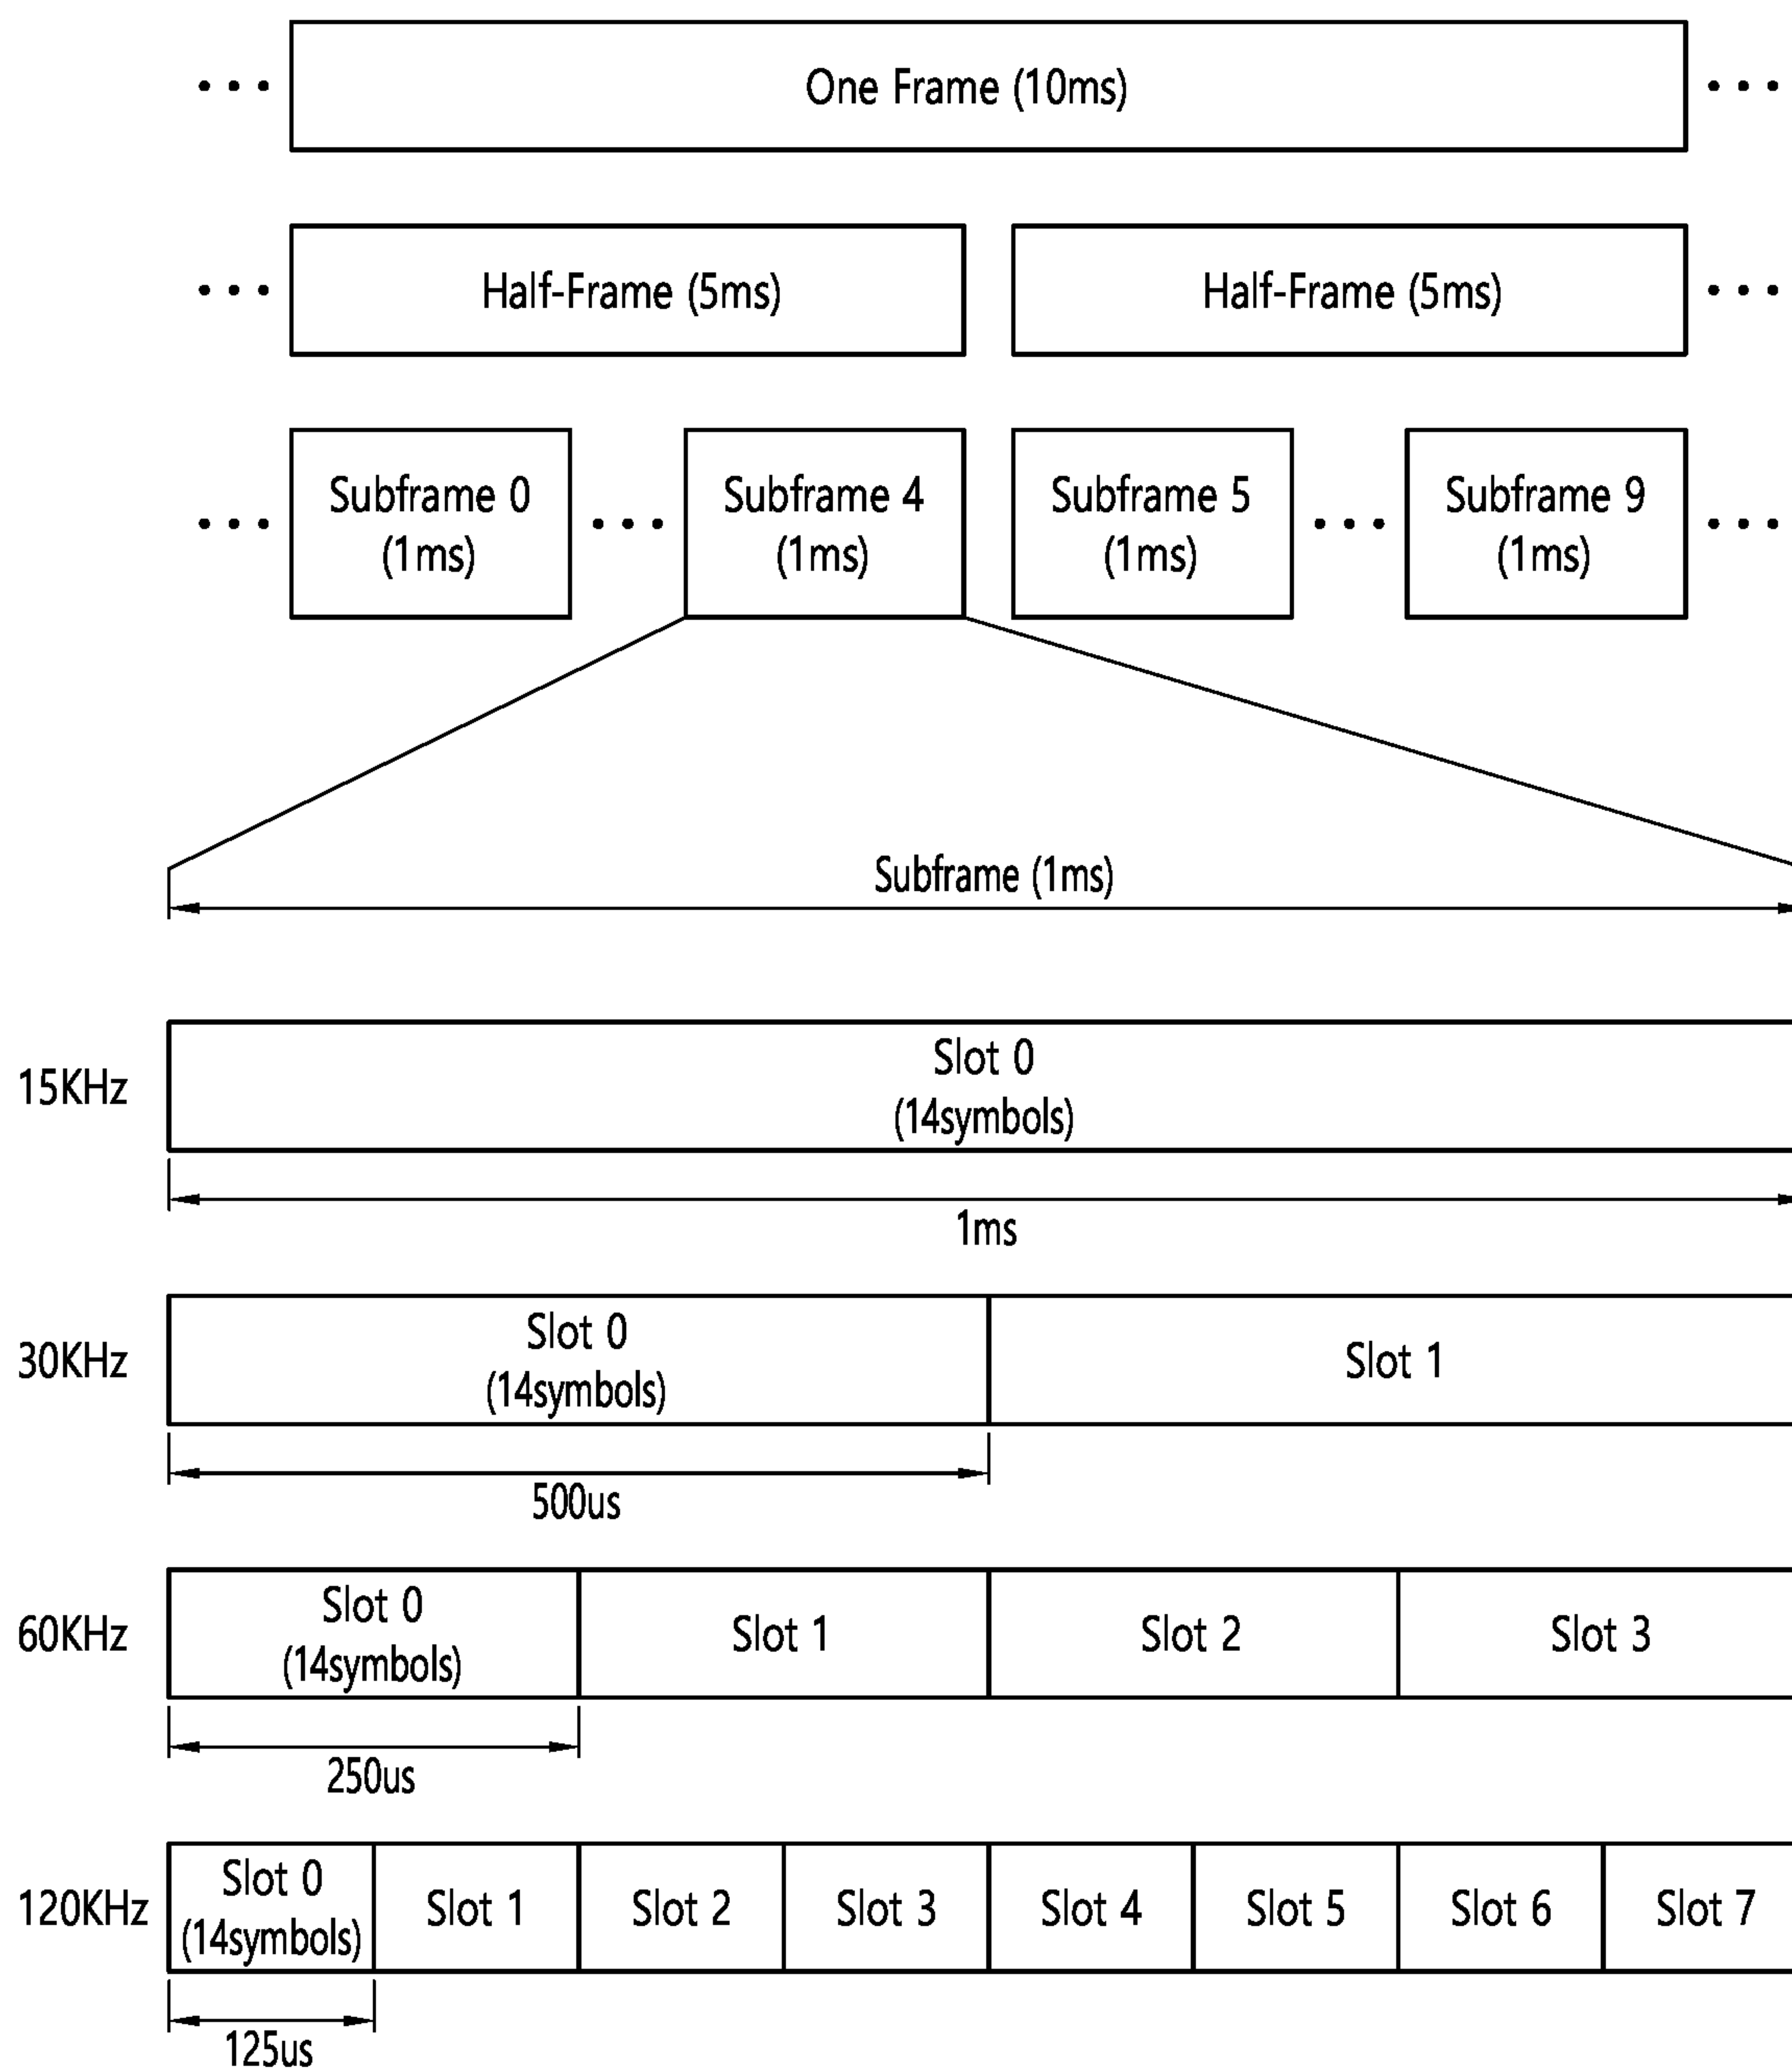 One Frame (10ms)
Half-Frame (5ms) Half-Frame (5ms)
Subframe 0 Subframe 4 Subframe 5 Subframe 9
(1ms) (1ms) (1ms) (1ms)
Subframe (1ms)
15KHz
Slot 0
(14symbols)
1ms
30KHz
Slot 0
(14symbols)
Slot 1
500us
60KHz
Slot 0
(14symbols)
Slot 1
Slot 2
Slot 3
250us
120KHz
Slot 0
(14symbols)
Slot 1
Slot 2
Slot 3
Slot 4
Slot 5
Slot 6
Slot 7
125us